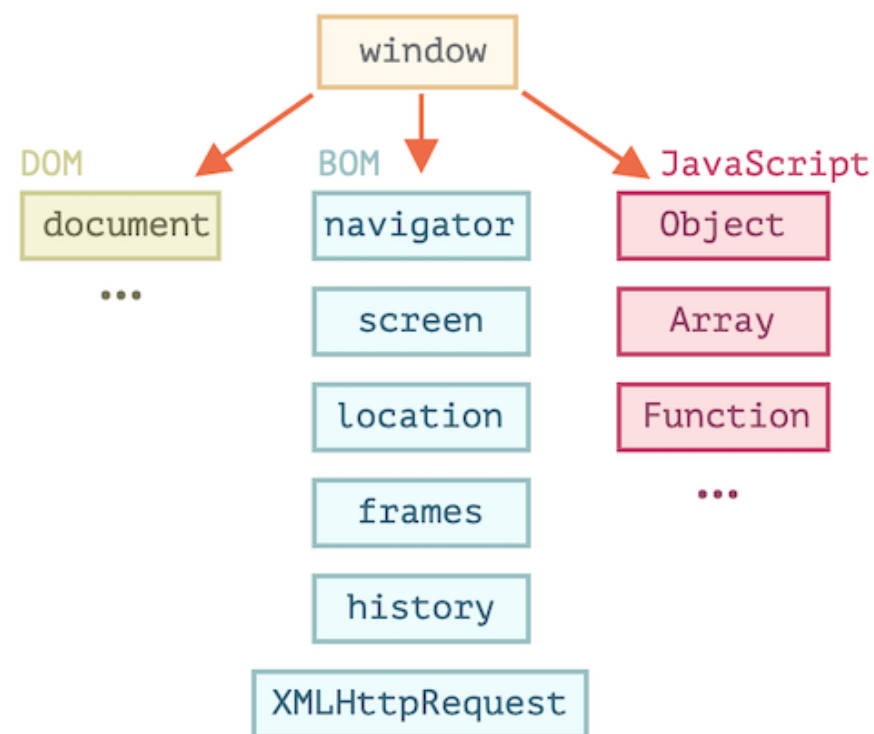 window
DOM
BOM
JavaScript
document
navigator
Object
...
screen
Array
location
Function
frames
...
history
XMLHttpRequest